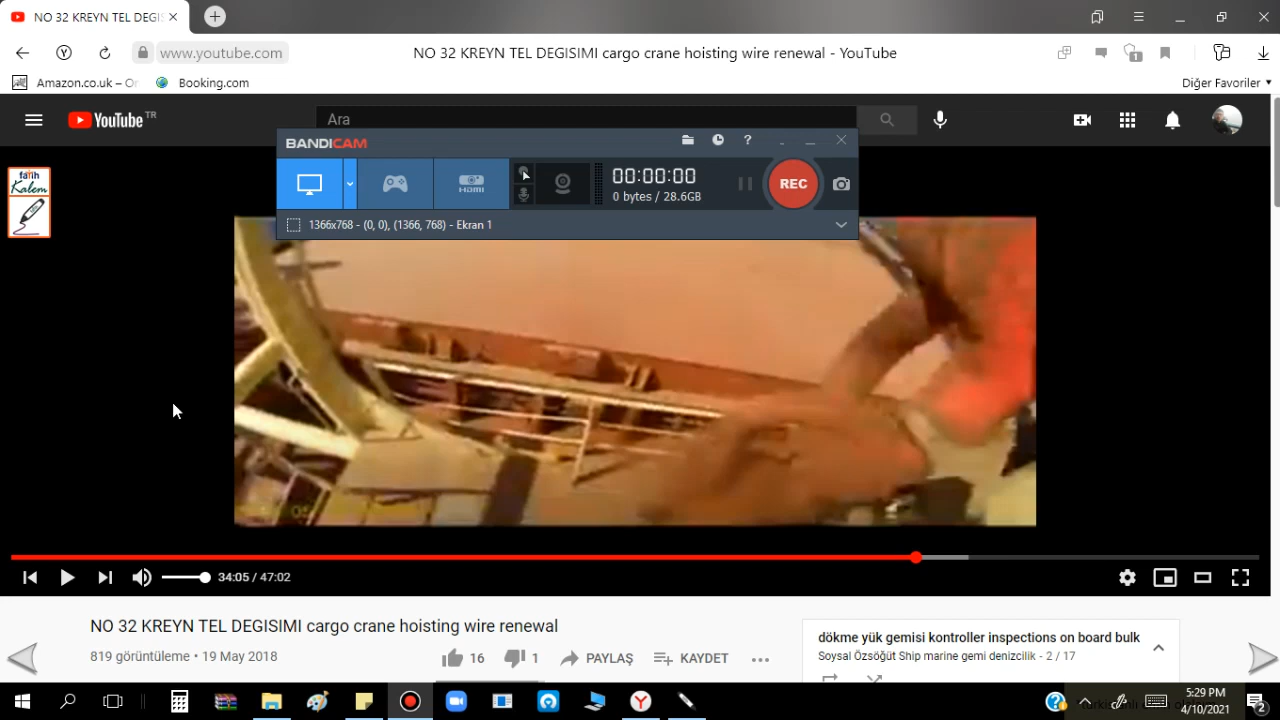 NO 32 KREYN TEL DEGIS
www.youtube.com
NO 32 KREYN TEL DEGISIMI cargo crane hoisting wire renewal - YouTube
1
Amazon.co.uk – Or
Booking.com
Diğer Favoriler
YouTube TR
Ara
BANDICAM
?
HDMI
00:00:00
0 bytes / 28.6GB
REC
1366x768 - (0, 0), (1366, 768) - Ekran 1
fatih
Kalem
34:05 / 47:02
NO 32 KREYN TEL DEGISIMI cargo crane hoisting wire renewal
819 görüntüleme • 19 May 2018
16
1
PAYLAŞ
KAYDET
dökme yük gemisi kontroller inspections on board bulk
Soysal Özsöğüt Ship marine gemi denizcilik - 2 / 17
5:29 PM
4/10/2021
2